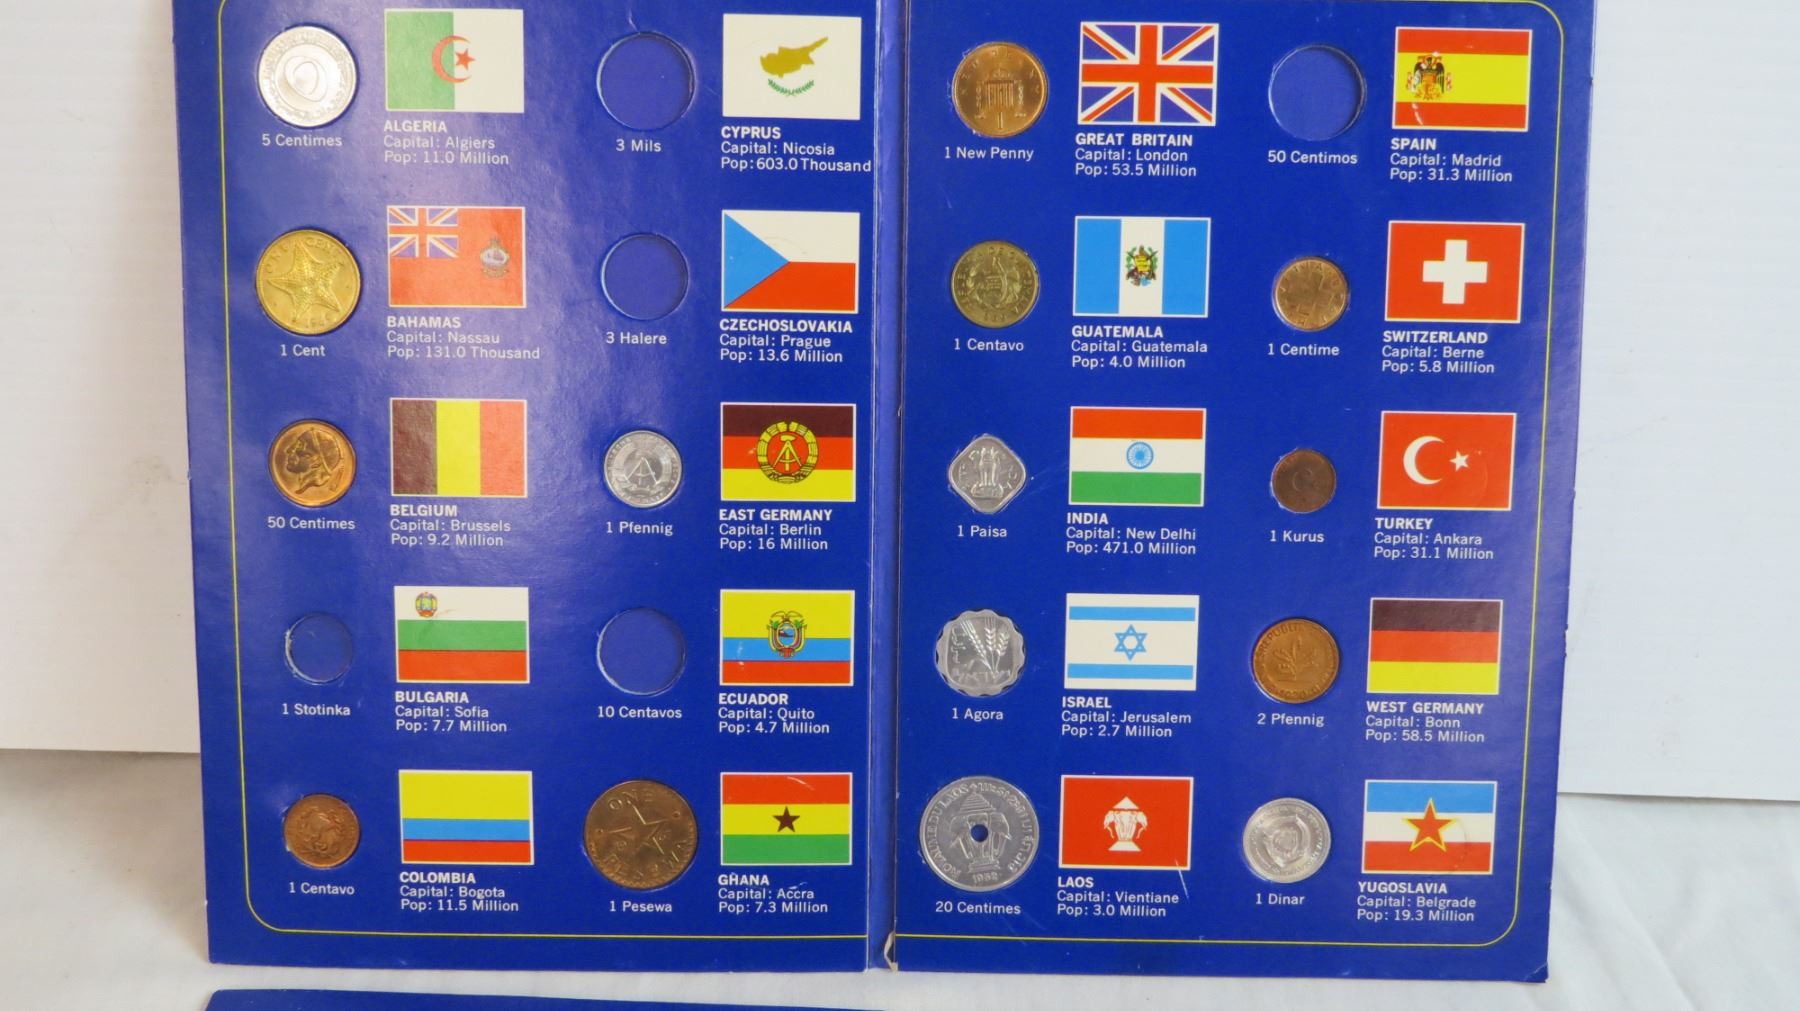 5 Centimes
ALGERIA
Capital: Algiers
Pop: 11.0 Million
3 Mils
CYPRUS
Capital: Nicosia
Pop: 603.0 Thousand
ONE CENT
1 Cent
BAHAMAS
Capital: Nassau
Pop: 131.0 Thousand
3 Halere
CZECHOSLOVAKIA
Capital: Prague
Pop: 13.6 Million
50 Centimes
BELGIUM
Capital: Brussels
Pop: 9.2 Million
1 Pfennig
EAST GERMANY
Capital: Berlin
Pop: 16 Million
1 Stotinka
BULGARIA
Capital: Sofia
Pop: 7.7 Million
10 Centavos
ECUADOR
Capital: Quito
Pop: 4.7 Million
1 Centavo
COLOMBIA
Capital: Bogota
Pop: 11.5 Million
ONE
PESEWA
1 Pesewa
GHANA
Capital: Accra
Pop: 7.3 Million
1 New Penny
GREAT BRITAIN
Capital: London
Pop: 53.5 Million
50 Centimos
SPAIN
Capital: Madrid
Pop: 31.3 Million
1 Centavo
GUATEMALA
Capital: Guatemala
Pop: 4.0 Million
1 Centime
SWITZERLAND
Capital: Berne
Pop: 5.8 Million
1 Paisa
INDIA
Capital: New Delhi
Pop: 471.0 Million
1 Kurus
TURKEY
Capital: Ankara
Pop: 31.1 Million
1 Agora
ISRAEL
Capital: Jerusalem
Pop: 2.7 Million
2 Pfennig
WEST GERMANY
Capital: Bonn
Pop: 58.5 Million
ROYAUME DU LAOS
1952
20 Centimes
LAOS
Capital: Vientiane
Pop: 3.0 Million
1 Dinar
YUGOSLAVIA
Capital: Belgrade
Pop: 19.3 Million